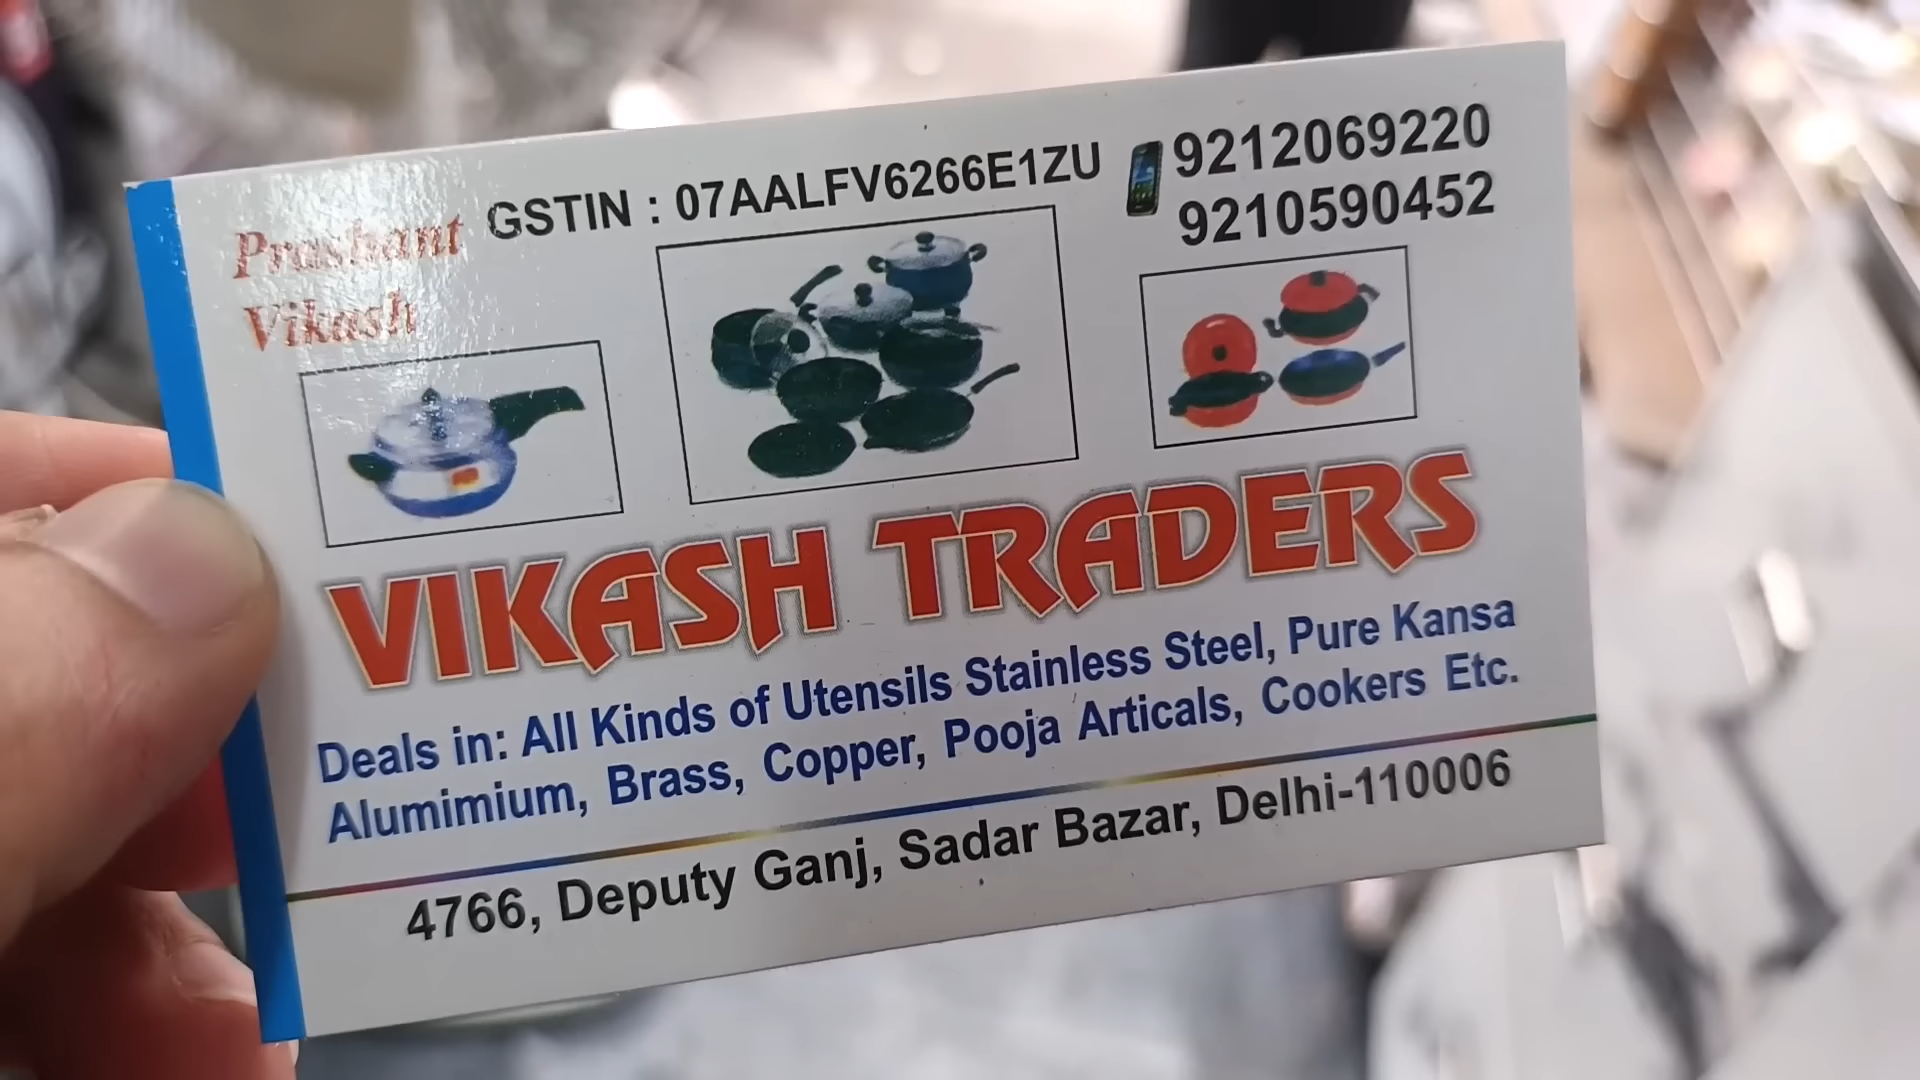 Prashant
Vikash
GSTIN : 07AALFV6266E1ZU
9212069220
9210590452
VIKASH TRADERS
Deals in: All Kinds of Utensils Stainless Steel, Pure Kansa
Alumimium, Brass, Copper, Pooja Articals, Cookers Etc.
4766, Deputy Ganj, Sadar Bazar, Delhi-110006